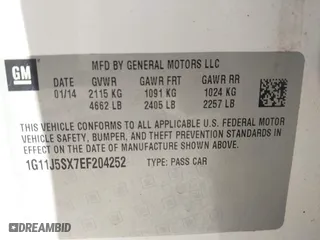 GM
MFD BY GENERAL MOTORS LLC
DATE GVWR GAWR FRT GAWR RR
01/14 2115 KG 1091 KG 1024 KG
4662 LB 2405 LB 2257 LB
THIS VEHICLE CONFORMS TO ALL APPLICABLE U.S. FEDERAL MOTOR
VEHICLE SAFETY, BUMPER, AND THEFT PREVENTION STANDARDS
IN EFFECT ON THE DATE OF MANUFACTURE SHOWN ABOVE.
1G11J5SX7EF204252 TYPE: PASS CAR
© DREAMBID
DREAMBID.COM